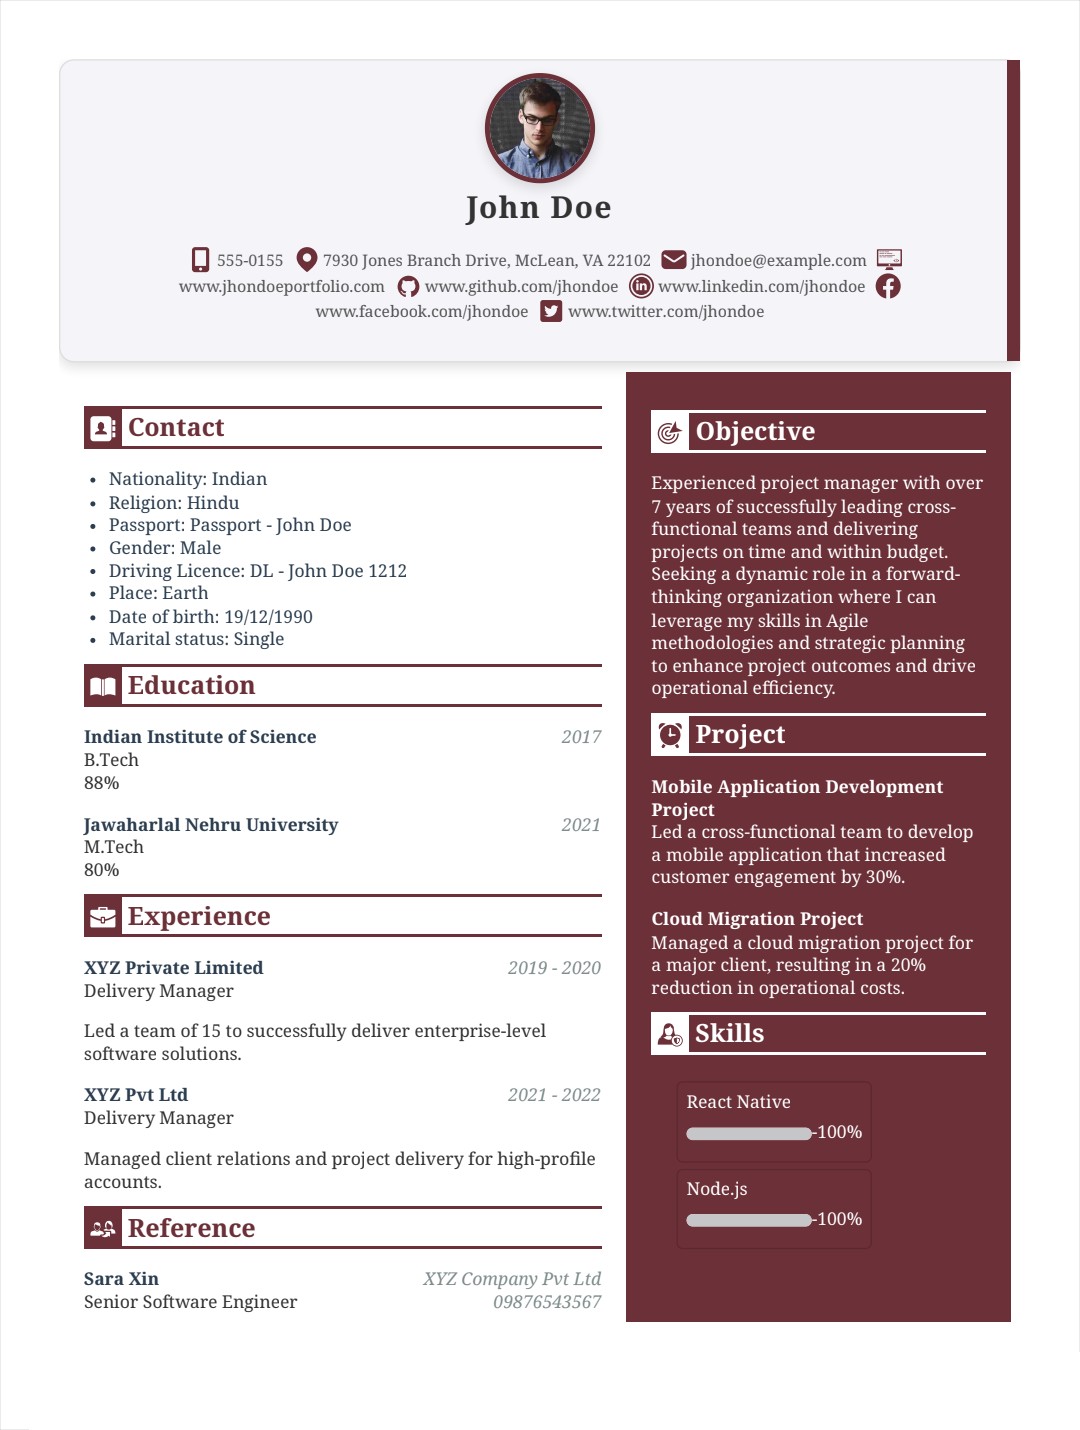 John Doe
555-0155 7930 Jones Branch Drive, McLean, VA 22102 jhondoe@example.com
www.jhondoeportfolio.com www.github.com/jhondoe www.linkedin.com/jhondoe
www.facebook.com/jhondoe www.twitter.com/jhondoe
Contact
• Nationality: Indian
• Religion: Hindu
• Passport: Passport - John Doe
• Gender: Male
• Driving Licence: DL - John Doe 1212
• Place: Earth
• Date of birth: 19/12/1990
• Marital status: Single
Education
Indian Institute of Science 2017
B.Tech
88%
Jawaharlal Nehru University 2021
M.Tech
80%
Experience
XYZ Private Limited 2019 - 2020
Delivery Manager
Led a team of 15 to successfully deliver enterprise-level
software solutions.
XYZ Pvt Ltd 2021 - 2022
Delivery Manager
Managed client relations and project delivery for high-profile
accounts.
Reference
Sara Xin XYZ Company Pvt Ltd
Senior Software Engineer 09876543567
Objective
Experienced project manager with over
7 years of successfully leading cross-
functional teams and delivering
projects on time and within budget.
Seeking a dynamic role in a forward-
thinking organization where I can
leverage my skills in Agile
methodologies and strategic planning
to enhance project outcomes and drive
operational efficiency.
Project
Mobile Application Development
Project
Led a cross-functional team to develop
a mobile application that increased
customer engagement by 30%.
Cloud Migration Project
Managed a cloud migration project for
a major client, resulting in a 20%
reduction in operational costs.
Skills
React Native
-100%
Node.js
-100%